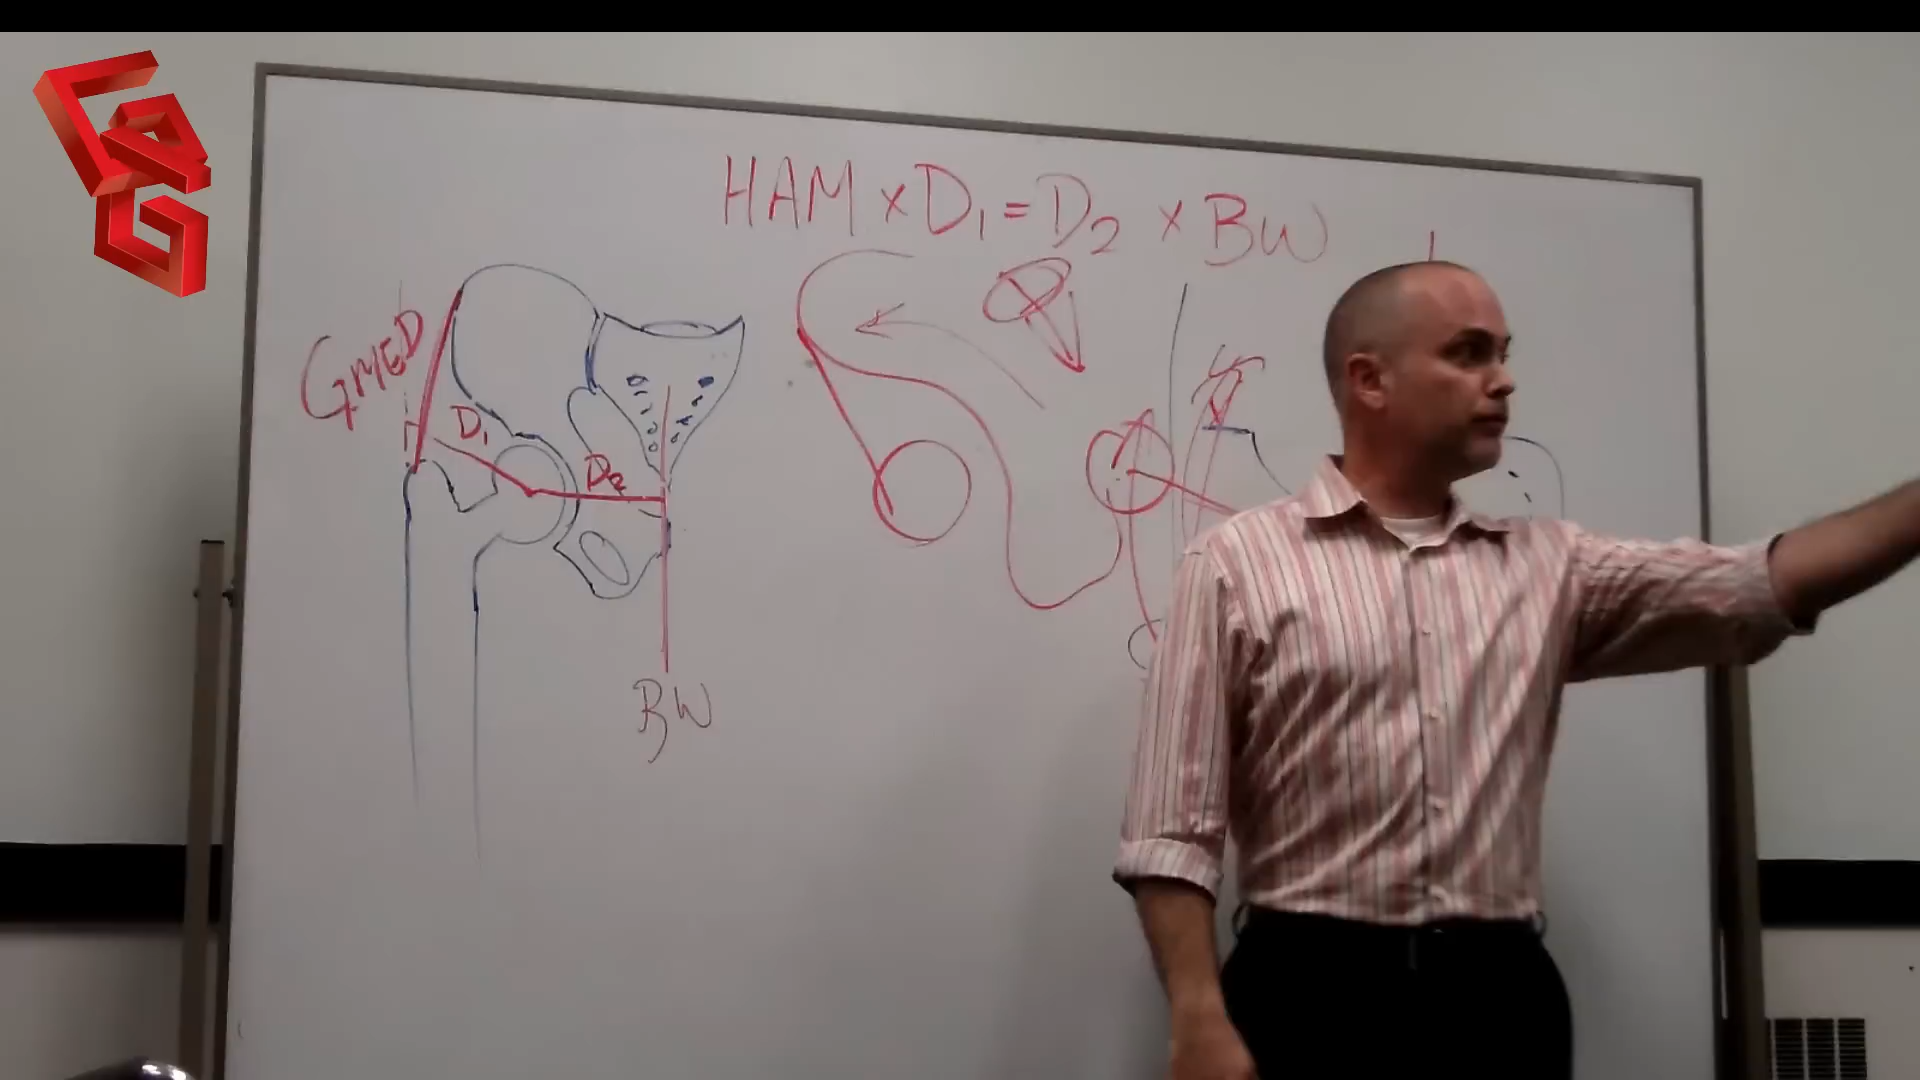 HAM x D₁ = D₂ x BW
GMED
D₁
D₂
BW